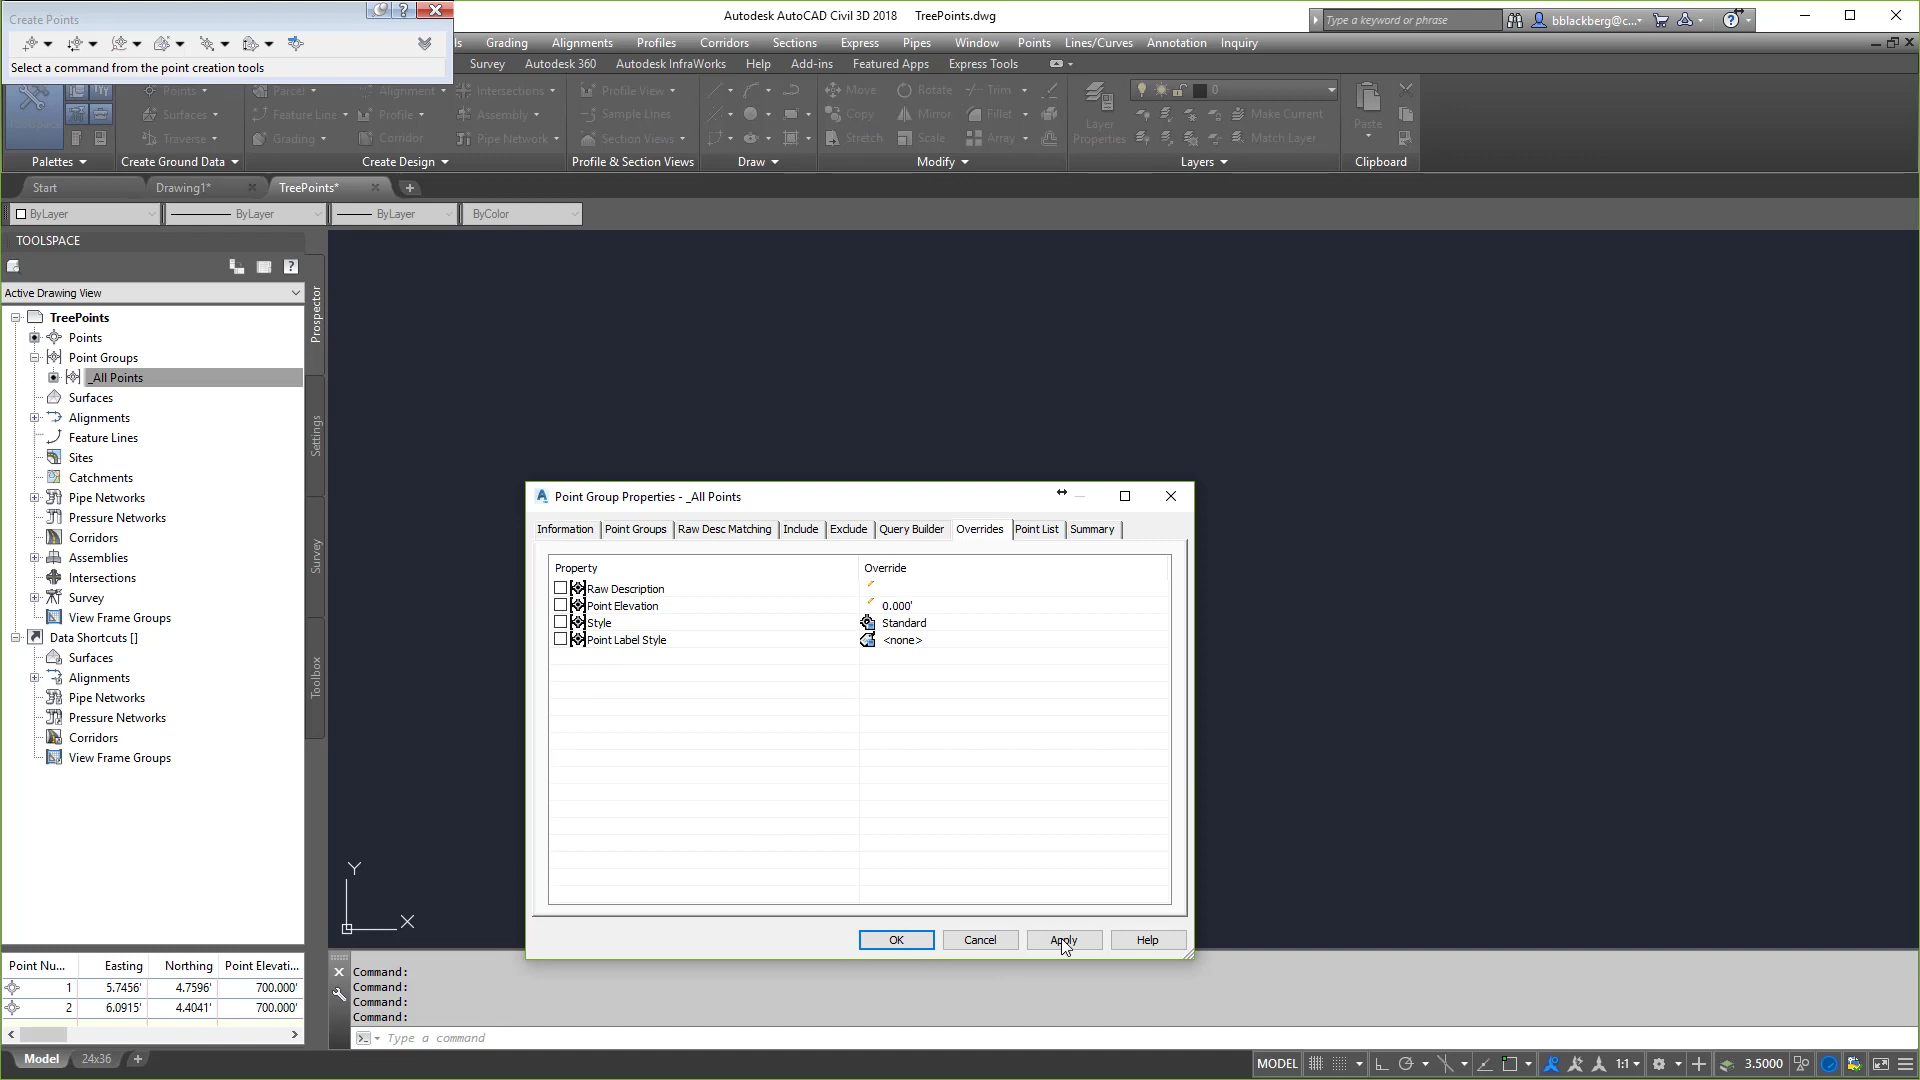 Create Points
Autodesk AutoCAD Civil 3D 2018 TreePoints.dwg
Type a keyword or phrase
bblackberg@c...
Select a command from the point creation tools
ls Grading Alignments Profiles Corridors Sections Express Pipes Window Points Lines/Curves Annotation Inquiry
Survey Autodesk 360 Autodesk InfraWorks Help Add-ins Featured Apps Express Tools
Points Parcel Alignment Intersections Profile View Move Rotate Trim 0
Surfaces Feature Line Profile Assembly Sample Lines Copy Mirror Fillet Make Current
Traverse Grading Corridor Pipe Network Section Views Stretch Scale Array Match Layer
Layer Properties
Paste
Palettes Create Ground Data Create Design Profile & Section Views Draw Modify Layers Clipboard
Start Drawing1* TreePoints*
ByLayer ByLayer ByLayer ByColor
TOOLSPACE
Active Drawing View
Prospector
Settings
Survey
Toolbox
TreePoints
Points
Point Groups
_All Points
Surfaces
Alignments
Feature Lines
Sites
Catchments
Pipe Networks
Pressure Networks
Corridors
Assemblies
Intersections
Survey
View Frame Groups
Data Shortcuts []
Surfaces
Alignments
Pipe Networks
Pressure Networks
Corridors
View Frame Groups
Point Nu... Easting Northing Point Elevati...
1 5.7456' 4.7596' 700.000'
2 6.0915' 4.4041' 700.000'
Y
X
Point Group Properties - _All Points
Information Point Groups Raw Desc Matching Include Exclude Query Builder Overrides Point List Summary
Property Override
Raw Description
Point Elevation 0.000'
Style Standard
Point Label Style <none>
OK Cancel Apply Help
Command:
Command:
Command:
Command:
Type a command
Model 24x36 +
MODEL 1:1 3.5000